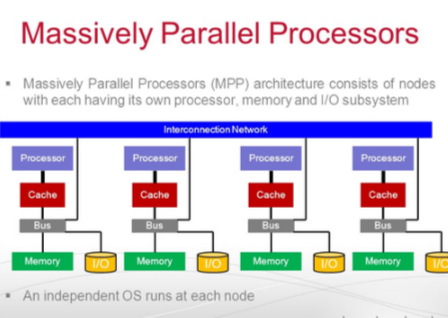 Massively Parallel Processors
▪ Massively Parallel Processors (MPP) architecture consists of nodes
with each having its own processor, memory and I/O subsystem
Interconnection Network
Processor Processor Processor Processor
Cache Cache Cache Cache
Bus Bus Bus Bus
Memory I/O Memory I/O Memory I/O Memory I/O
▪ An independent OS runs at each node